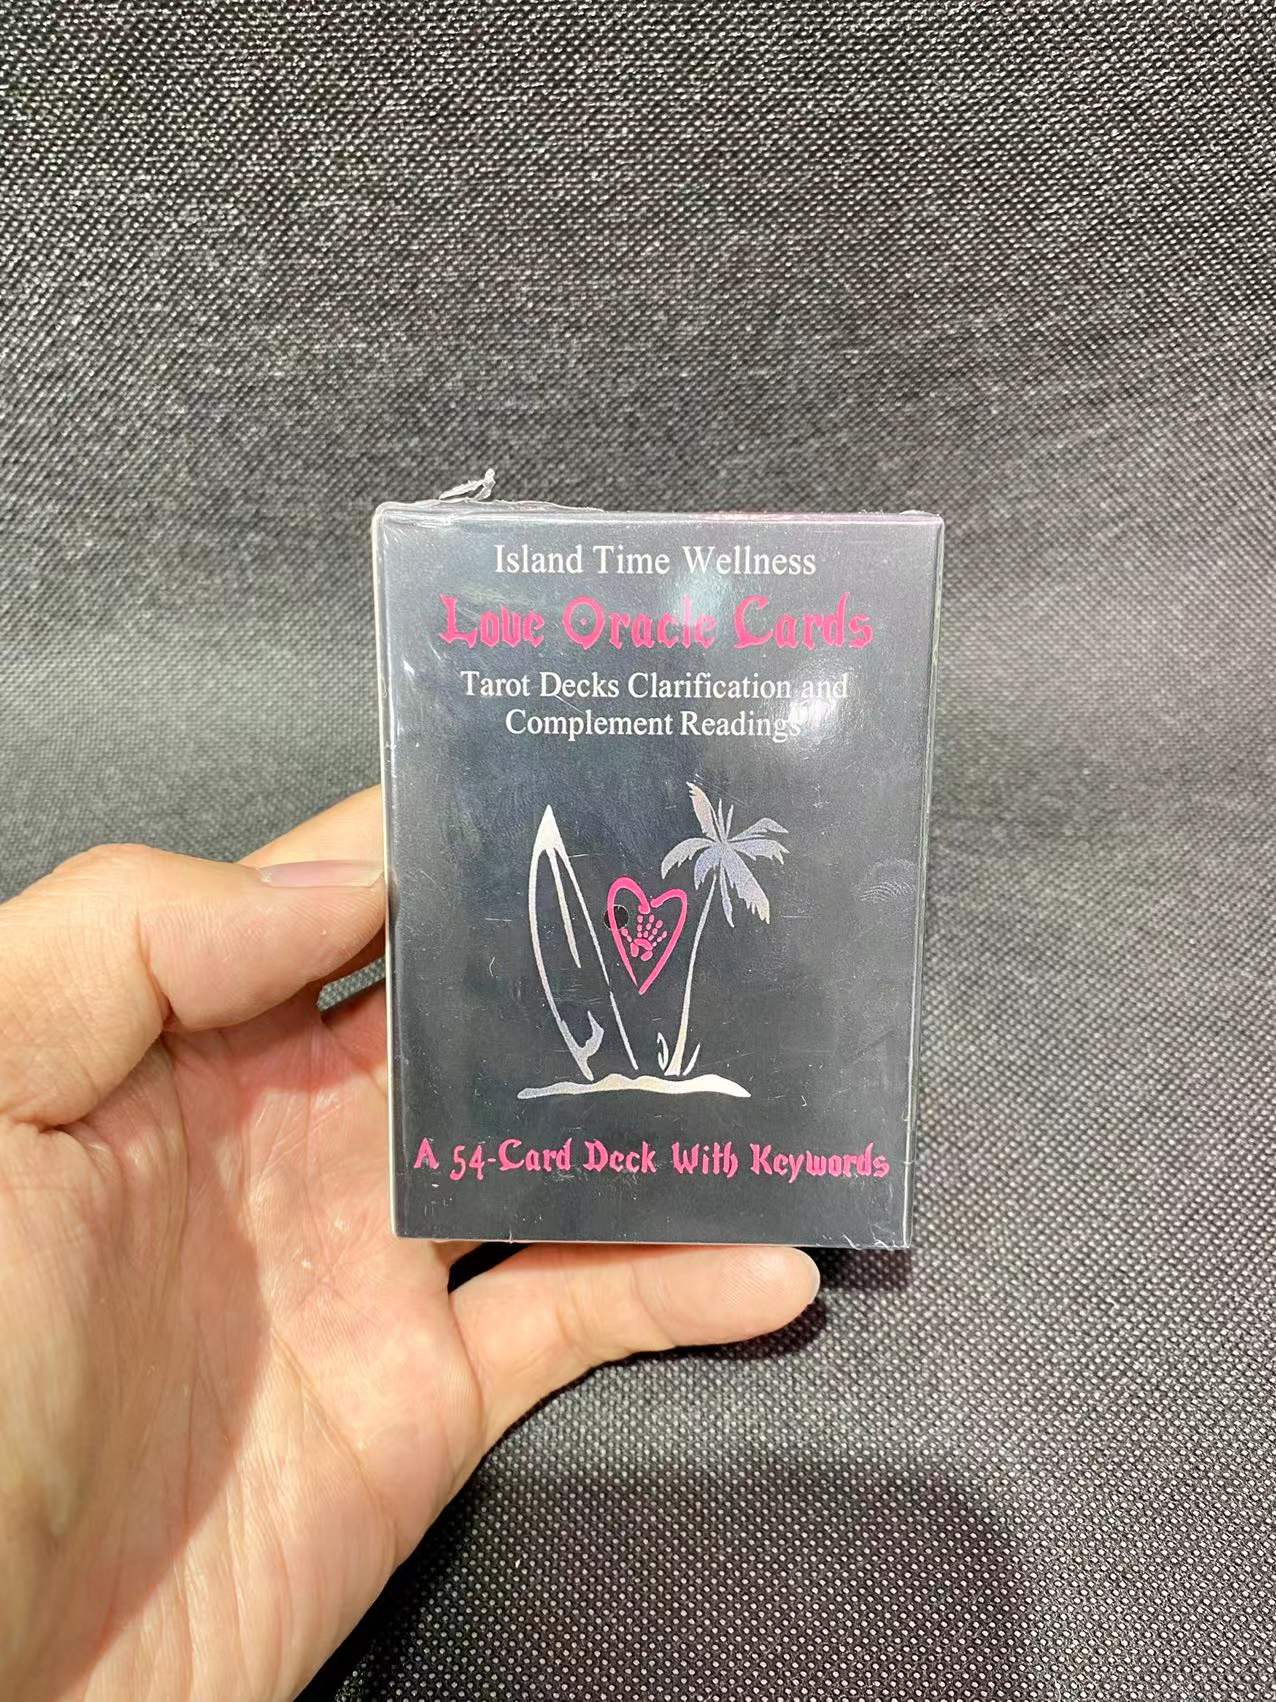 Island Time Wellness
Love Oracle Cards
Tarot Decks Clarification and
Complement Readings
A 54-Card Deck With Keywords